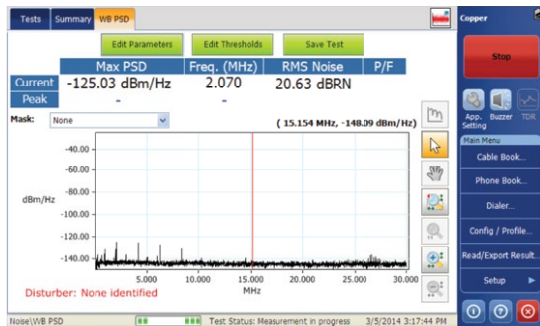 Tests Summary WB PSD
Edit Parameters Edit Thresholds Save Test
Max PSD Freq. (MHz) RMS Noise P/F
Current -125.03 dBm/Hz 2.070 20.63 dBRN
Peak - -
Mask: None ( 15.154 MHz, -148.39 dBm/Hz)
-40.00
-60.00
-80.00
dBm/Hz
-100.00
-120.00
-140.00
5.000 10.000 15.000 20.000 25.000 30.000
MHz
Disturber: None identified
Noise\WB PSD Test Status: Measurement in progress 3/5/2014 3:17:44 PM
Copper
Stop
App. Setting Buzzer TDR
Main Menu
Cable Book...
Phone Book...
Dialer...
Config / Profile...
Read/Export Result...
Setup